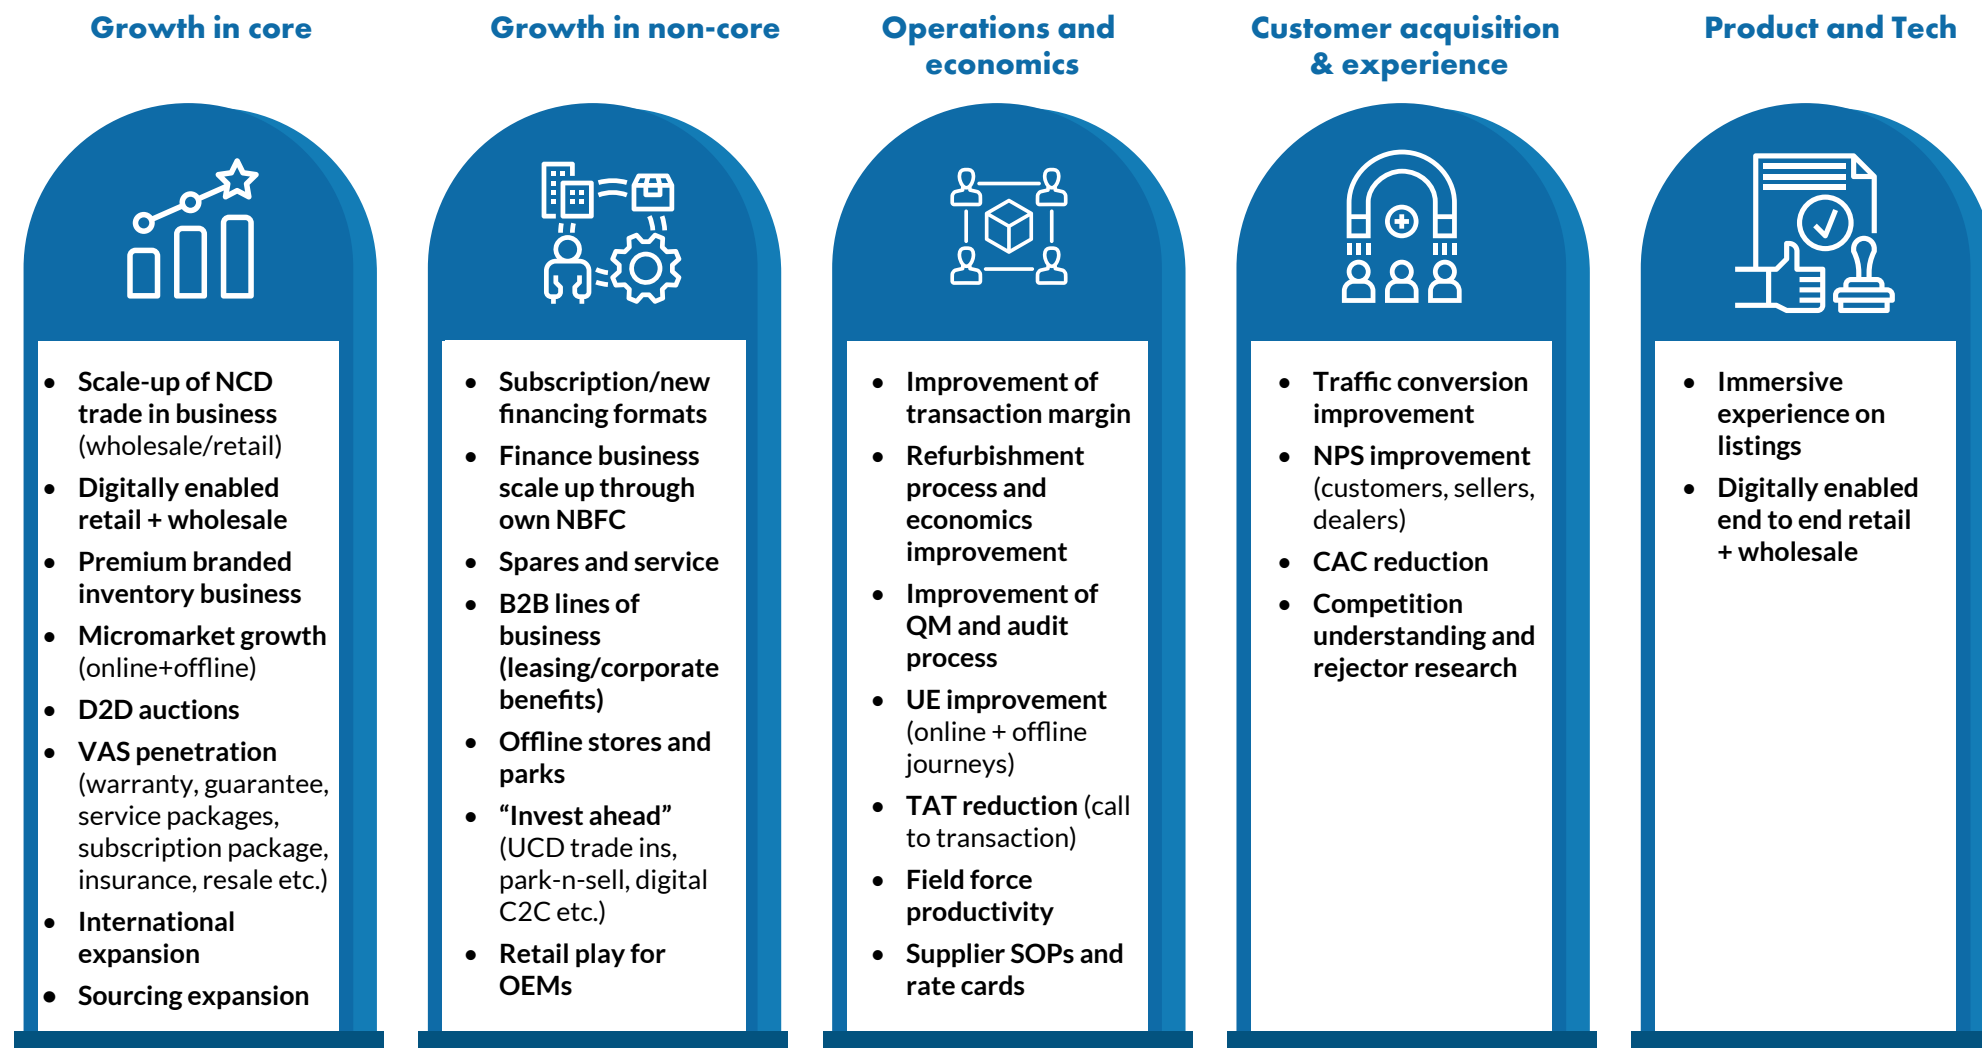 Growth in core
• Scale-up of NCD
trade in business
(wholesale/retail)
• Digitally enabled
retail + wholesale
• Premium branded
inventory business
• Micromarket growth
(online+offline)
• D2D auctions
• VAS penetration
(warranty, guarantee,
service packages,
subscription package,
insurance, resale etc.)
• International
expansion
• Sourcing expansion
Growth in non-core
• Subscription/new
financing formats
• Finance business
scale up through
own NBFC
• Spares and service
• B2B lines of
business
(leasing/corporate
benefits)
• Offline stores and
parks
• “Invest ahead”
(UCD trade ins,
park-n-sell, digital
C2C etc.)
• Retail play for
OEMs
Operations and
economics
• Improvement of
transaction margin
• Refurbishment
process and
economics
improvement
• Improvement of
QM and audit
process
• UE improvement
(online + offline
journeys)
• TAT reduction (call
to transaction)
• Field force
productivity
• Supplier SOPs and
rate cards
Customer acquisition
& experience
• Traffic conversion
improvement
• NPS improvement
(customers, sellers,
dealers)
• CAC reduction
• Competition
understanding and
rejector research
Product and Tech
• Immersive
experience on
listings
• Digitally enabled
end to end retail
+ wholesale